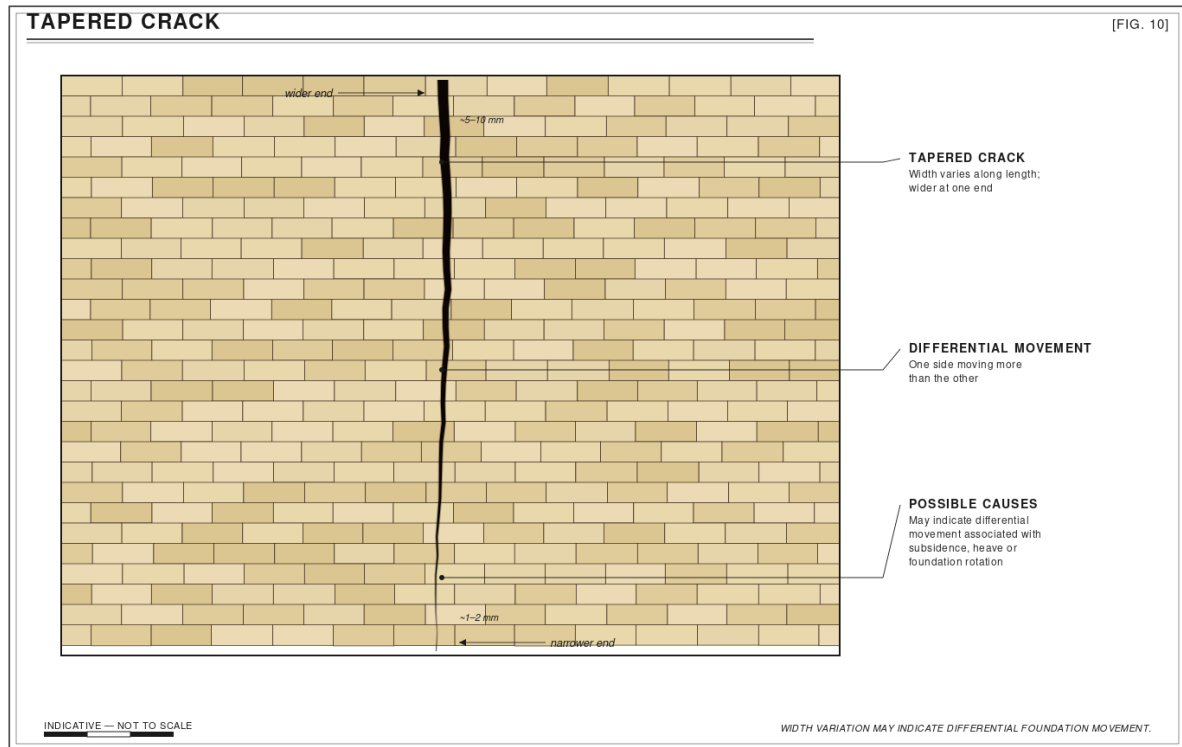 TAPERED CRACK
[FIG. 10]
wider end
~5–10 mm
TAPERED CRACK
Width varies along length;
wider at one end
DIFFERENTIAL MOVEMENT
One side moving more
than the other
POSSIBLE CAUSES
May indicate differential
movement associated with
subsidence, heave or
foundation rotation
~1–2 mm
narrower end
INDICATIVE — NOT TO SCALE
WIDTH VARIATION MAY INDICATE DIFFERENTIAL FOUNDATION MOVEMENT.